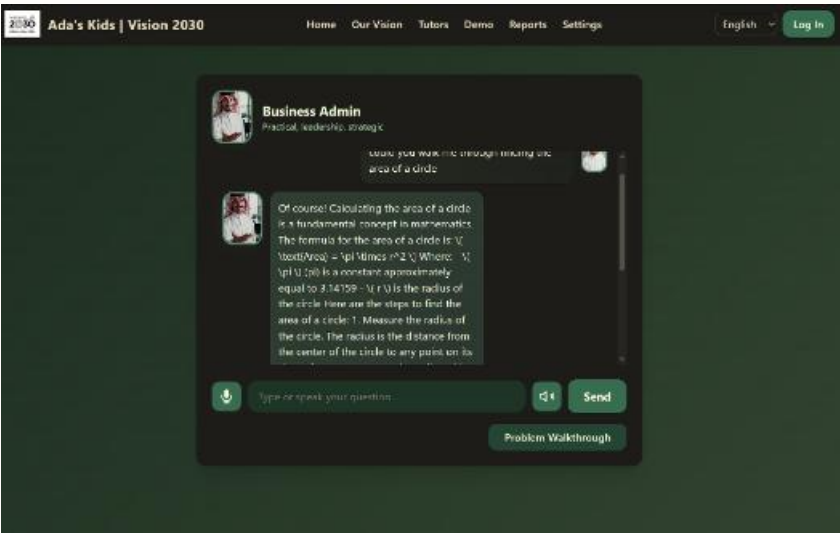 2030
Ada's Kids | Vision 2030
Home Our Vision Tutors Demo Reports Settings
English
Log In
Business Admin
Practical, leadership, strategic
could you walk me through finding the
area of a circle
Of course! Calculating the area of a circle
is a fundamental concept in mathematics.
The formula for the area of a circle is: \[
\text{Area} = \pi \times r^2 \] Where: - \(
\pi \) (pi) is a constant approximately
equal to 3.14159 - \( r \) is the radius of
the circle Here are the steps to find the
area of a circle: 1. Measure the radius of
the circle. The radius is the distance from
the center of the circle to any point on its
Type or speak your question
Send
Problem Walkthrough